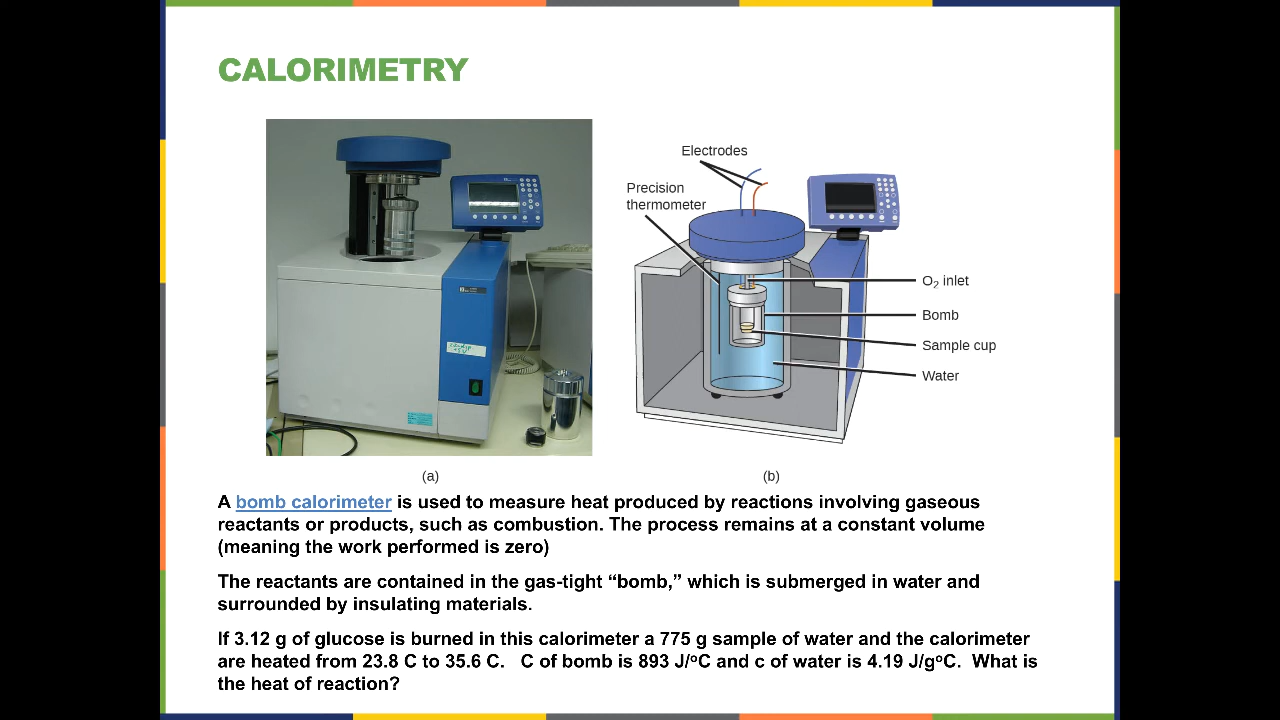 CALORIMETRY
Electrodes
Precision
thermometer
O₂ inlet
Bomb
Sample cup
Water
(a)
(b)
A bomb calorimeter is used to measure heat produced by reactions involving gaseous
reactants or products, such as combustion. The process remains at a constant volume
(meaning the work performed is zero)
The reactants are contained in the gas-tight “bomb,” which is submerged in water and
surrounded by insulating materials.
If 3.12 g of glucose is burned in this calorimeter a 775 g sample of water and the calorimeter
are heated from 23.8 C to 35.6 C.   C of bomb is 893 J/ºC and c of water is 4.19 J/gºC.  What is
the heat of reaction?